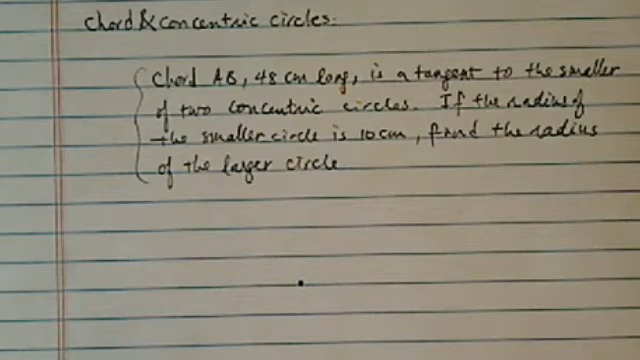 Chord & concentric circles.
Chord AB, 48 cm long, is a tangent to the smaller
of two concentric circles. If the radius of
the smaller circle is 10 cm, find the radius
of the larger circle